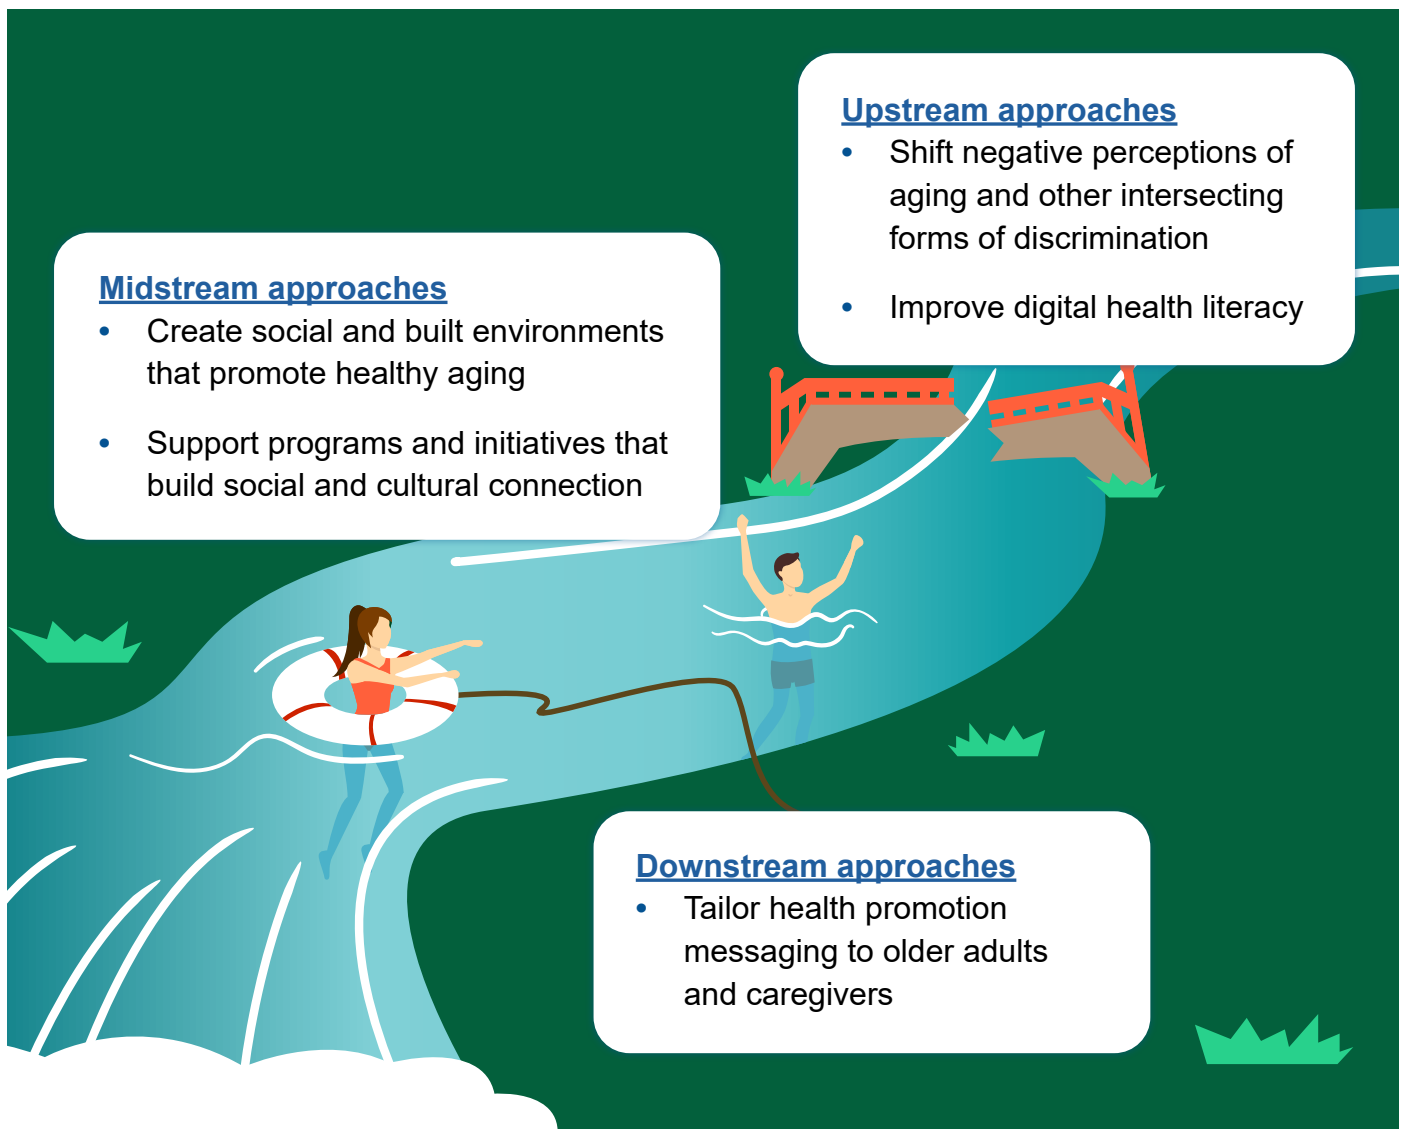 Upstream approaches
• Shift negative perceptions of
aging and other intersecting
forms of discrimination
• Improve digital health literacy
Midstream approaches
• Create social and built environments
that promote healthy aging
• Support programs and initiatives that
build social and cultural connection
Downstream approaches
• Tailor health promotion
messaging to older adults
and caregivers